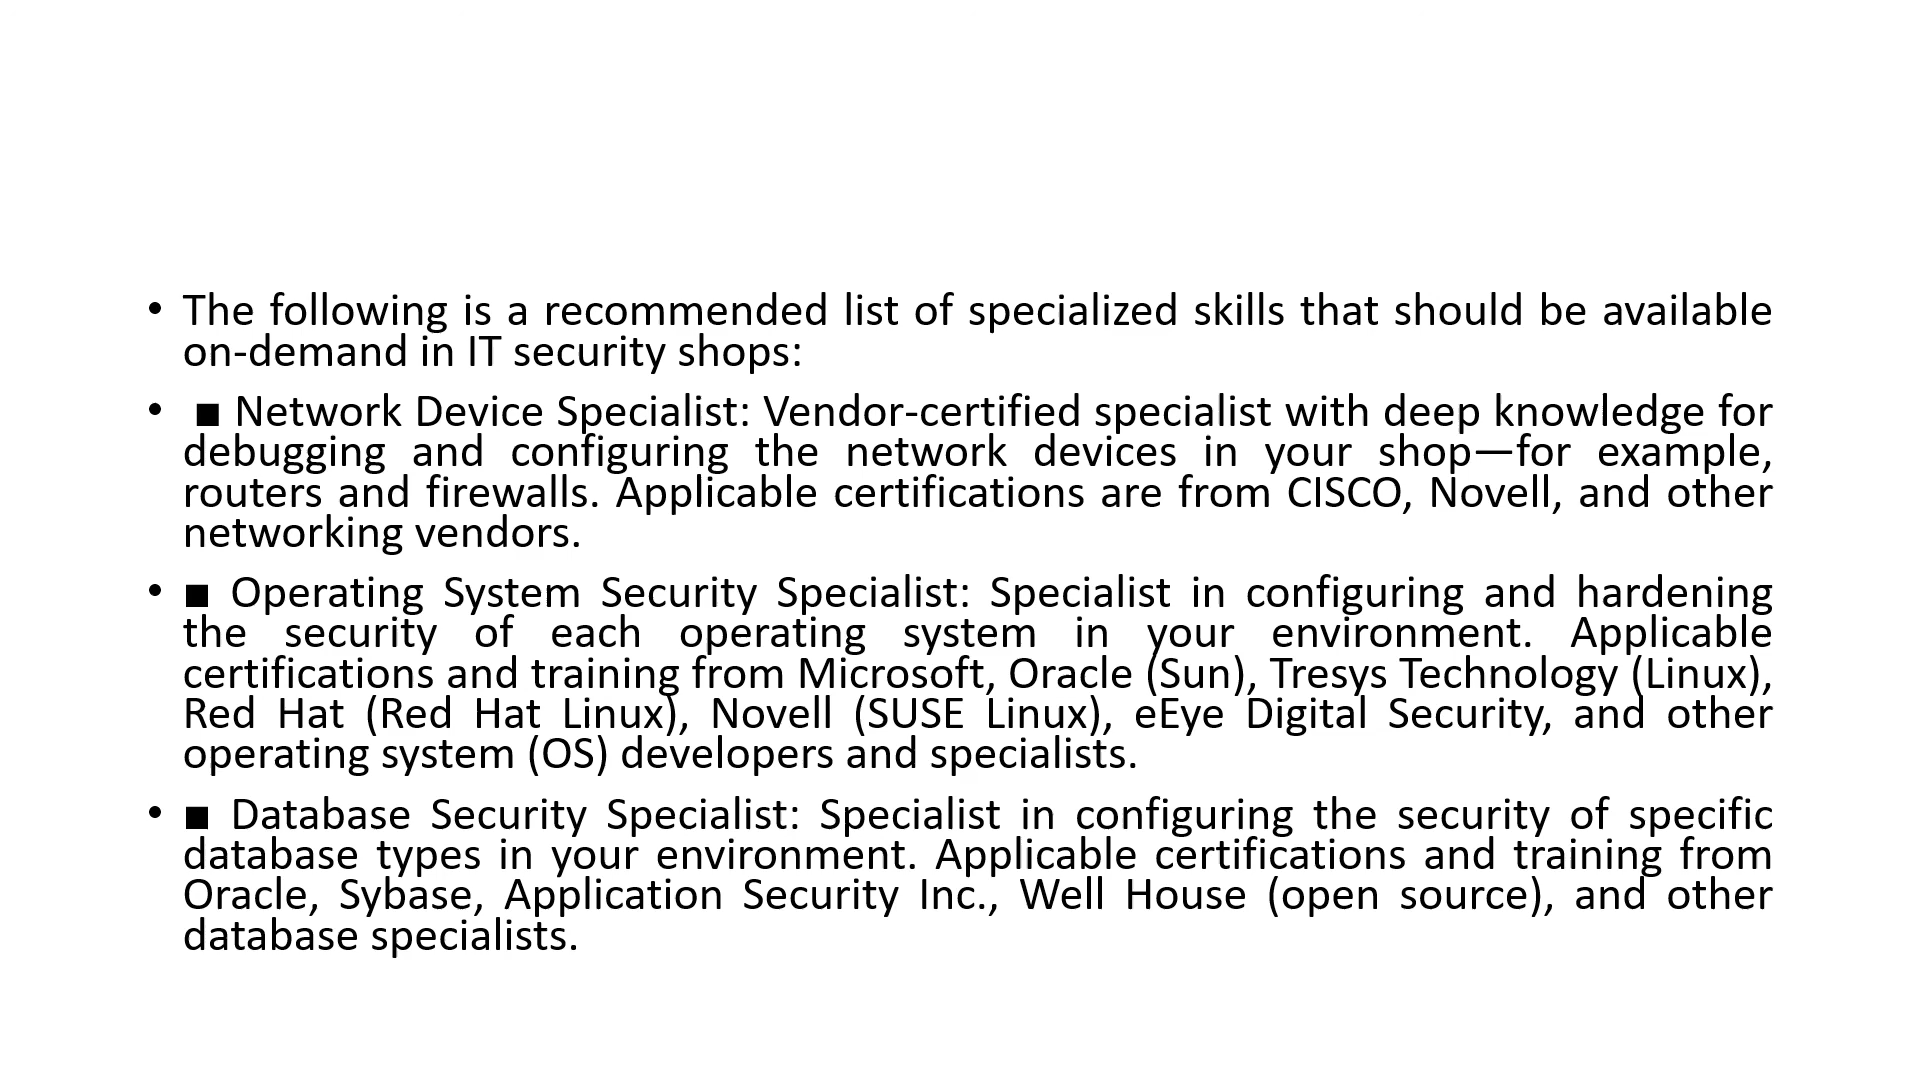 • The following is a recommended list of specialized skills that should be available
on-demand in IT security shops:
• ■ Network Device Specialist: Vendor-certified specialist with deep knowledge for
debugging and configuring the network devices in your shop—for example,
routers and firewalls. Applicable certifications are from CISCO, Novell, and other
networking vendors.
• ■ Operating System Security Specialist: Specialist in configuring and hardening
the security of each operating system in your environment. Applicable
certifications and training from Microsoft, Oracle (Sun), Tresys Technology (Linux),
Red Hat (Red Hat Linux), Novell (SUSE Linux), eEye Digital Security, and other
operating system (OS) developers and specialists.
• ■ Database Security Specialist: Specialist in configuring the security of specific
database types in your environment. Applicable certifications and training from
Oracle, Sybase, Application Security Inc., Well House (open source), and other
database specialists.